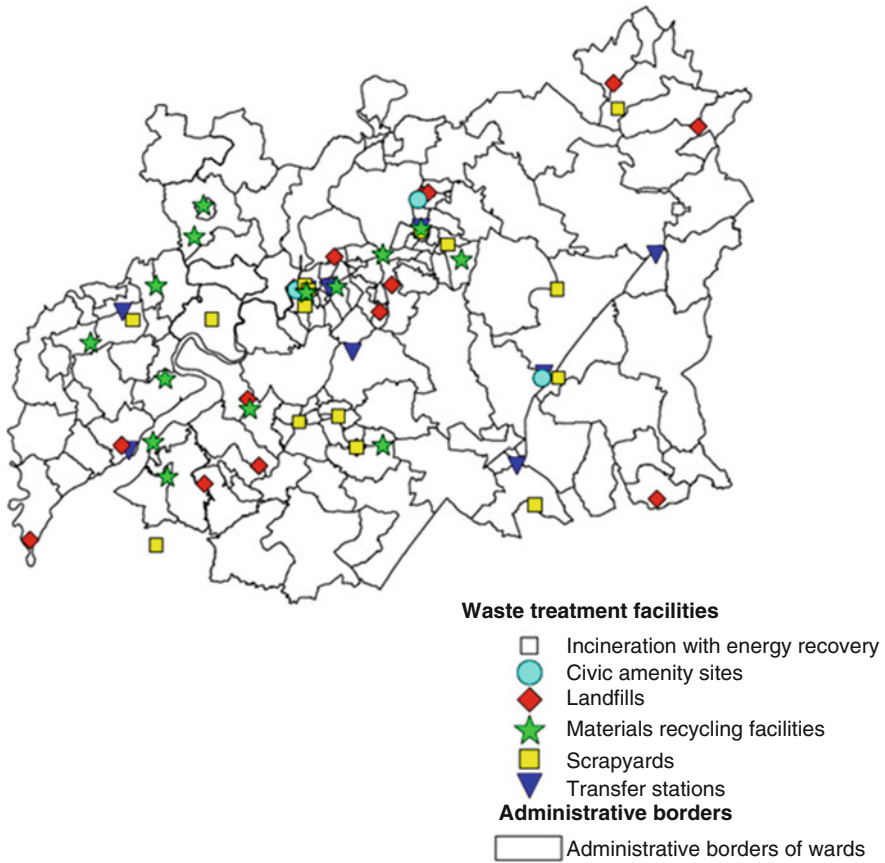 Waste treatment facilities
Incineration with energy recovery
Civic amenity sites
Landfills
Materials recycling facilities
Scrapyards
Transfer stations
Administrative borders
Administrative borders of wards